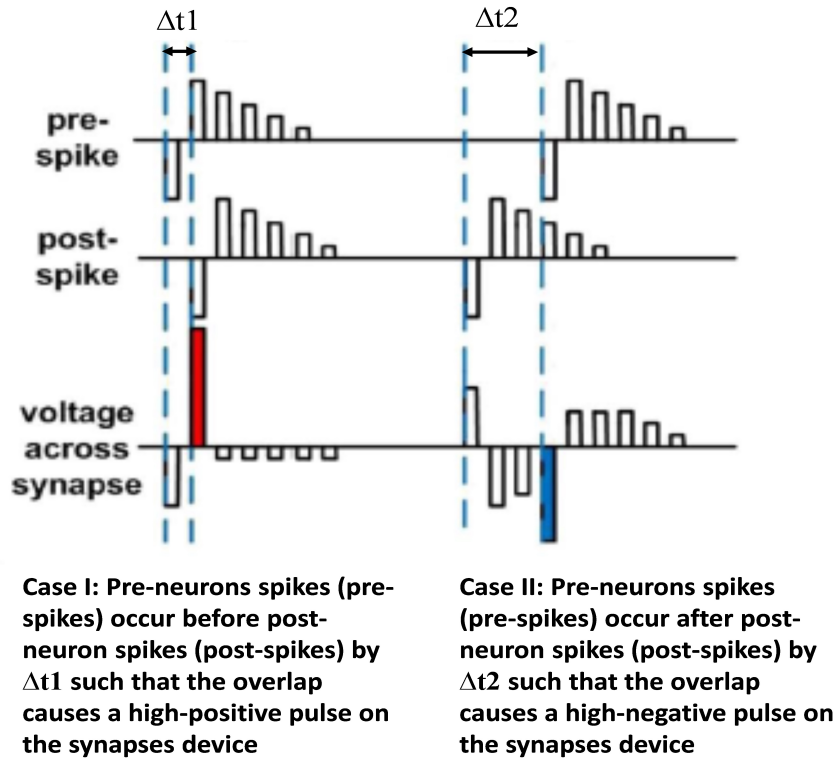 Δt1
Δt2
pre-
spike
post-
spike
voltage
across
synapse
Case I: Pre-neurons spikes (pre-
spikes) occur before post-
neuron spikes (post-spikes) by
Δt1 such that the overlap
causes a high-positive pulse on
the synapses device
Case II: Pre-neurons spikes
(pre-spikes) occur after post-
neuron spikes (post-spikes) by
Δt2 such that the overlap
causes a high-negative pulse on
the synapses device